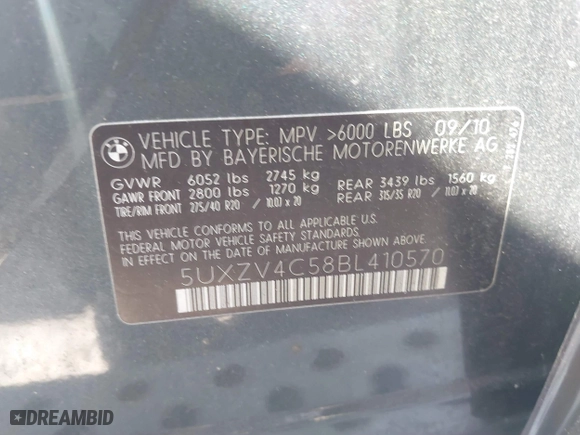 BMW
VEHICLE TYPE: MPV >6000 LBS 09/10
MFD BY BAYERISCHE MOTORENWERKE AG
GVWR 6052 lbs 2745 kg
GAWR FRONT 2800 lbs 1270 kg REAR 3439 lbs 1560 kg
TIRE/RIM FRONT 275/40 R20 / 10.0J x 20 REAR 315/35 R20 / 11.0J x 20
THIS VEHICLE CONFORMS TO ALL APPLICABLE U.S.
FEDERAL MOTOR VEHICLE SAFETY STANDARDS
IN EFFECT ON THE DATE OF MANUFACTURE SHOWN ABOVE
5UXZV4C58BL410570
DREAMBID